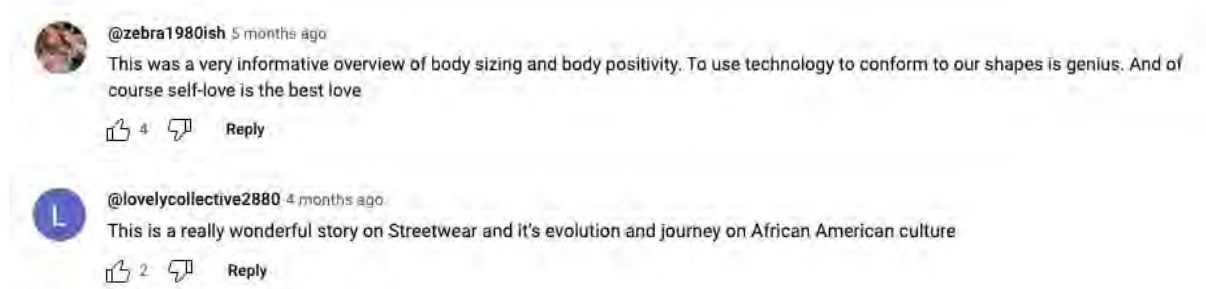 @zebra1980ish 5 months ago
This was a very informative overview of body sizing and body positivity. To use technology to conform to our shapes is genius. And of
course self-love is the best love
4 Reply
L
@lovelycollective2880 4 months ago
This is a really wonderful story on Streetwear and it's evolution and journey on African American culture
2 Reply